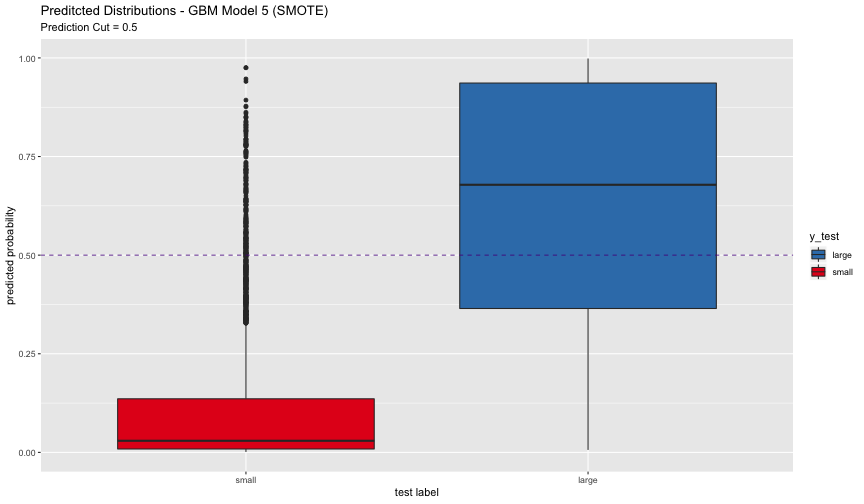 Preditcted Distributions - GBM Model 5 (SMOTE)
Prediction Cut = 0.5
predicted probability
1.00
0.75
0.50
0.25
0.00
small
large
test label
y_test
large
small